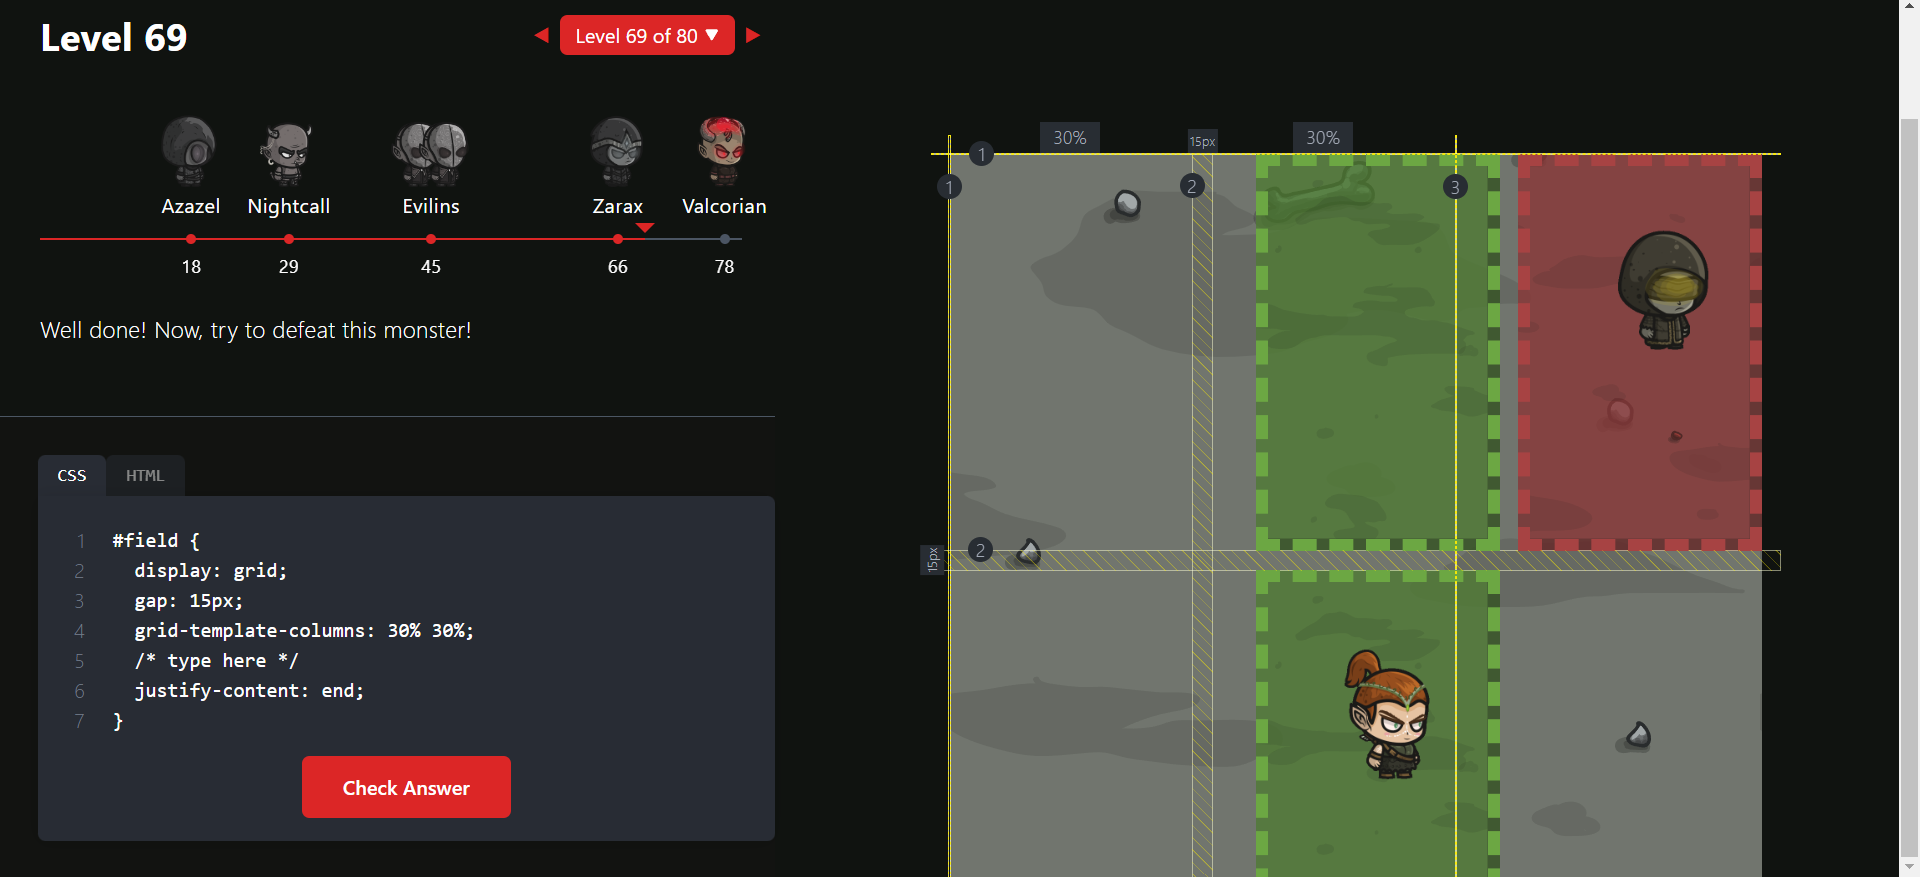 Level 69
Level 69 of 80 ▼
Azazel
Nightcall
Evilins
Zarax
Valcorian
18
29
45
66
78
Well done! Now, try to defeat this monster!
CSS
HTML
1 #field {
2 display: grid;
3 gap: 15px;
4 grid-template-columns: 30% 30%;
5 /* type here */
6 justify-content: end;
7 }
Check Answer
30%
15px
30%
1
1
2
3
2
15px